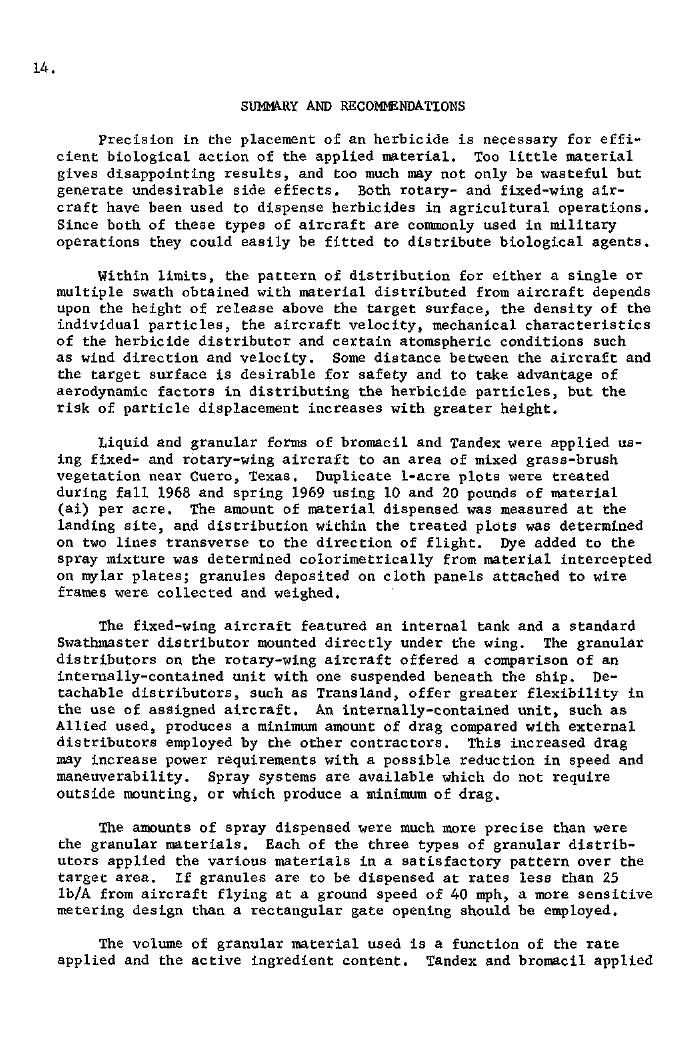 14.
SUMMARY AND RECOMMENDATIONS
Precision in the placement of an herbicide is necessary for effi-
cient biological action of the applied material. Too little material
gives disappointing results, and too much may not only be wasteful but
generate undesirable side effects. Both rotary- and fixed-wing air-
craft have been used to dispense herbicides in agricultural operations.
Since both of these types of aircraft are commonly used in military
operations they could easily be fitted to distribute biological agents.
Within limits, the pattern of distribution for either a single or
multiple swath obtained with material distributed from aircraft depends
upon the height of release above the target surface, the density of the
individual particles, the aircraft velocity, mechanical characteristics
of the herbicide distributor and certain atomspheric conditions such
as wind direction and velocity. Some distance between the aircraft and
the target surface is desirable for safety and to take advantage of
aerodynamic factors in distributing the herbicide particles, but the
risk of particle displacement increases with greater height.
Liquid and granular forms of bromacil and Tandex were applied us-
ing fixed- and rotary-wing aircraft to an area of mixed grass-brush
vegetation near Cuero, Texas. Duplicate 1-acre plots were treated
during fall 1968 and spring 1969 using 10 and 20 pounds of material
(ai) per acre. The amount of material dispensed was measured at the
landing site, and distribution within the treated plots was determined
on two lines transverse to the direction of flight. Dye added to the
spray mixture was determined colorimetrically from material intercepted
on mylar plates; granules deposited on cloth panels attached to wire
frames were collected and weighed.
The fixed-wing aircraft featured an internal tank and a standard
Swathmaster distributor mounted directly under the wing. The granular
distributors on the rotary-wing aircraft offered a comparison of an
internally-contained unit with one suspended beneath the ship. De-
tachable distributors, such as Transland, offer greater flexibility in
the use of assigned aircraft. An internally-contained unit, such as
Allied used, produces a minimum amount of drag compared with external
distributors employed by the other contractors. This increased drag
may increase power requirements with a possible reduction in speed and
maneuverability. Spray systems are available which do not require
outside mounting, or which produce a minimum of drag.
The amounts of spray dispensed were much more precise than were
the granular materials. Each of the three types of granular distrib-
utors applied the various materials in a satisfactory pattern over the
target area. If granules are to be dispensed at rates less than 25
lb/A from aircraft flying at a ground speed of 40 mph, a more sensitive
metering design than a rectangular gate opening should be employed.
The volume of granular material used is a function of the rate
applied and the active ingredient content. Tandex and bromacil applied